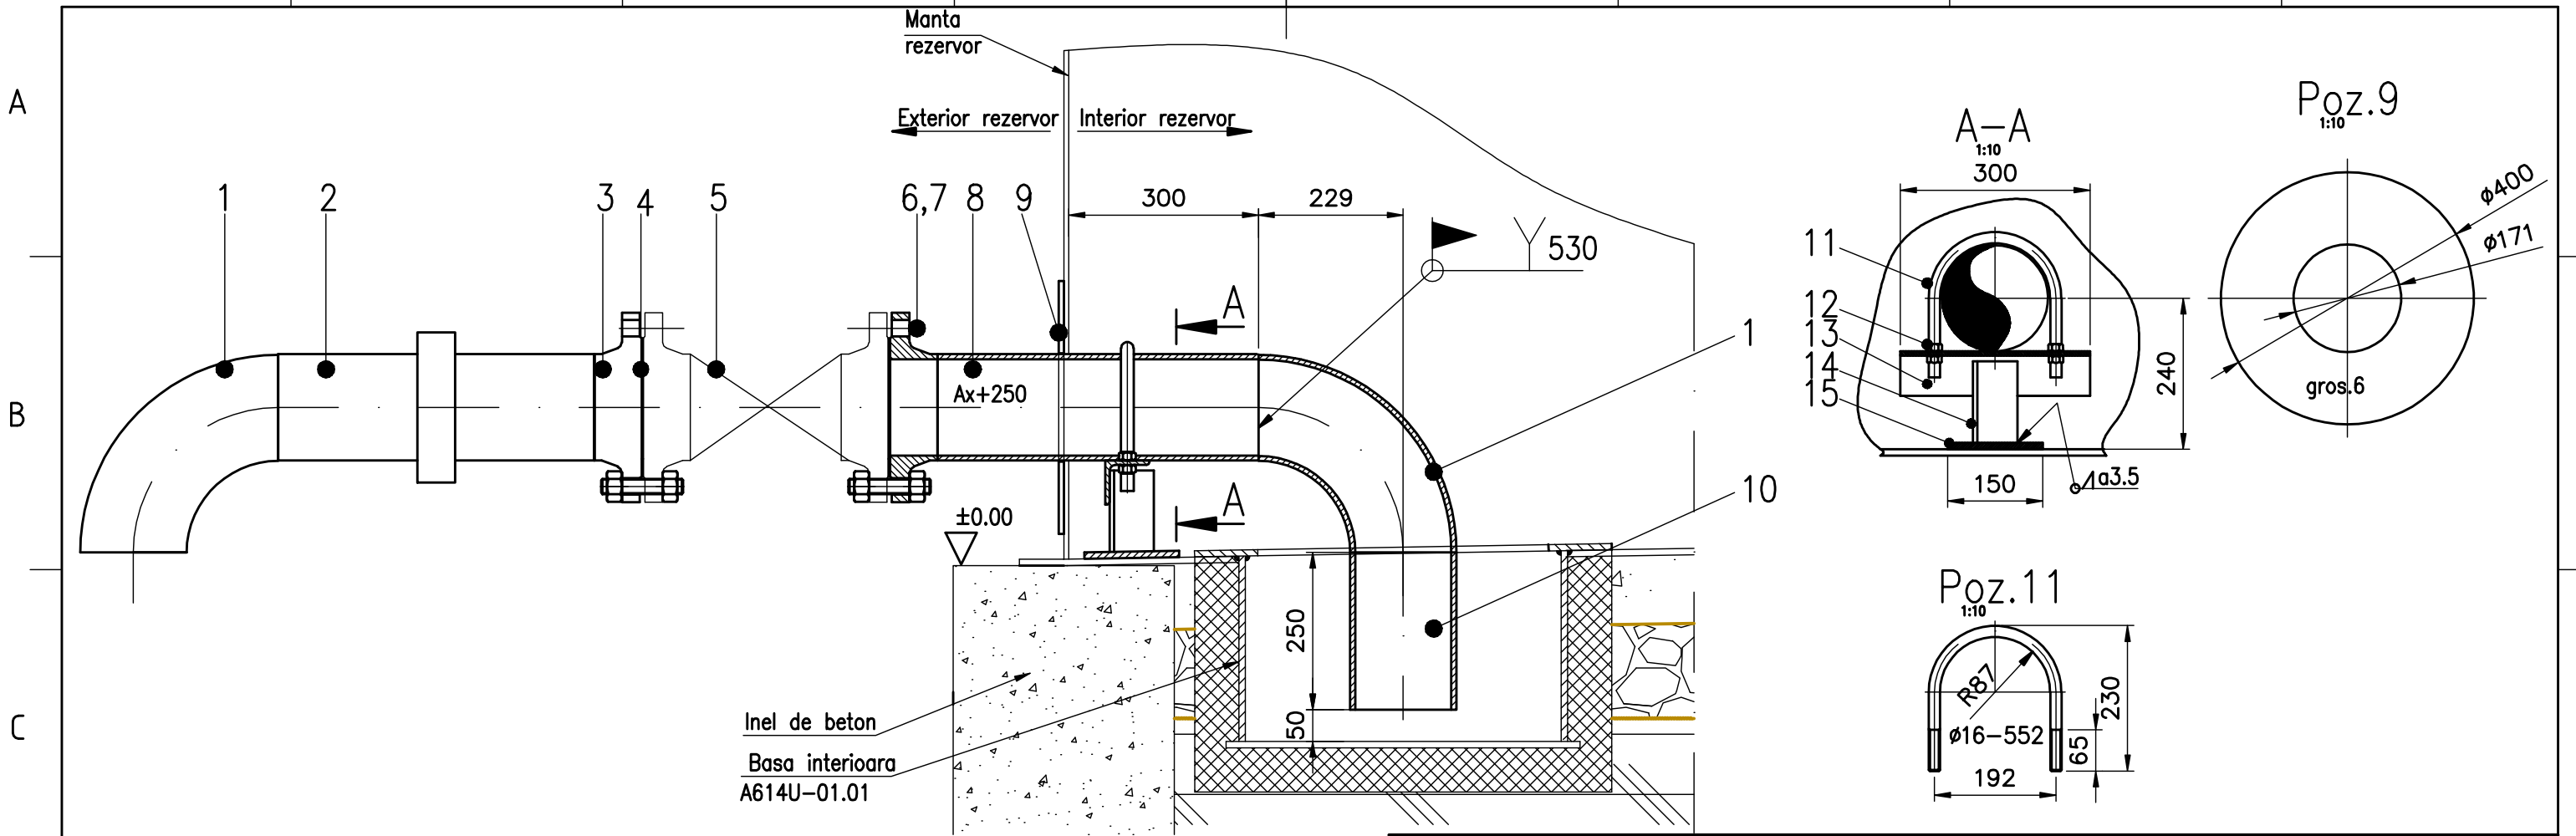 Manta
rezervor
A
Exterior rezervor
Interior rezervor
1
2
3
4
5
6,7
8
9
300
229
530
A
Ax+250
1
10
A
±0.00
B
250
50
Inel de beton
Basa interioara
A614U-01.01
C
A-A
1:10
300
11
12
13
14
15
240
150
a3.5
Poz.9
1:10
ø400
ø171
gros.6
Poz.11
1:10
R87
ø16-552
230
65
192